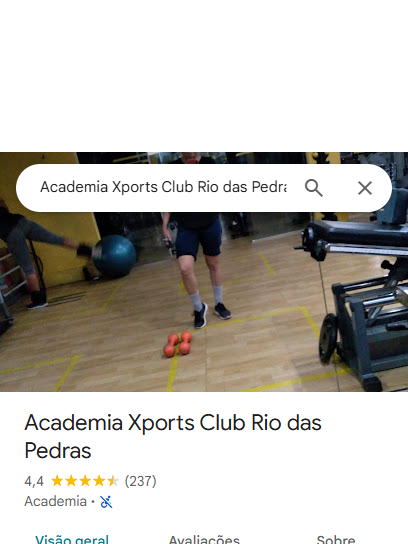 Academia Xports Club Rio das Pedra
Academia Xports Club Rio das
Pedras
4,4 (237)
Academia ·
Visão geral Avaliações Sobre